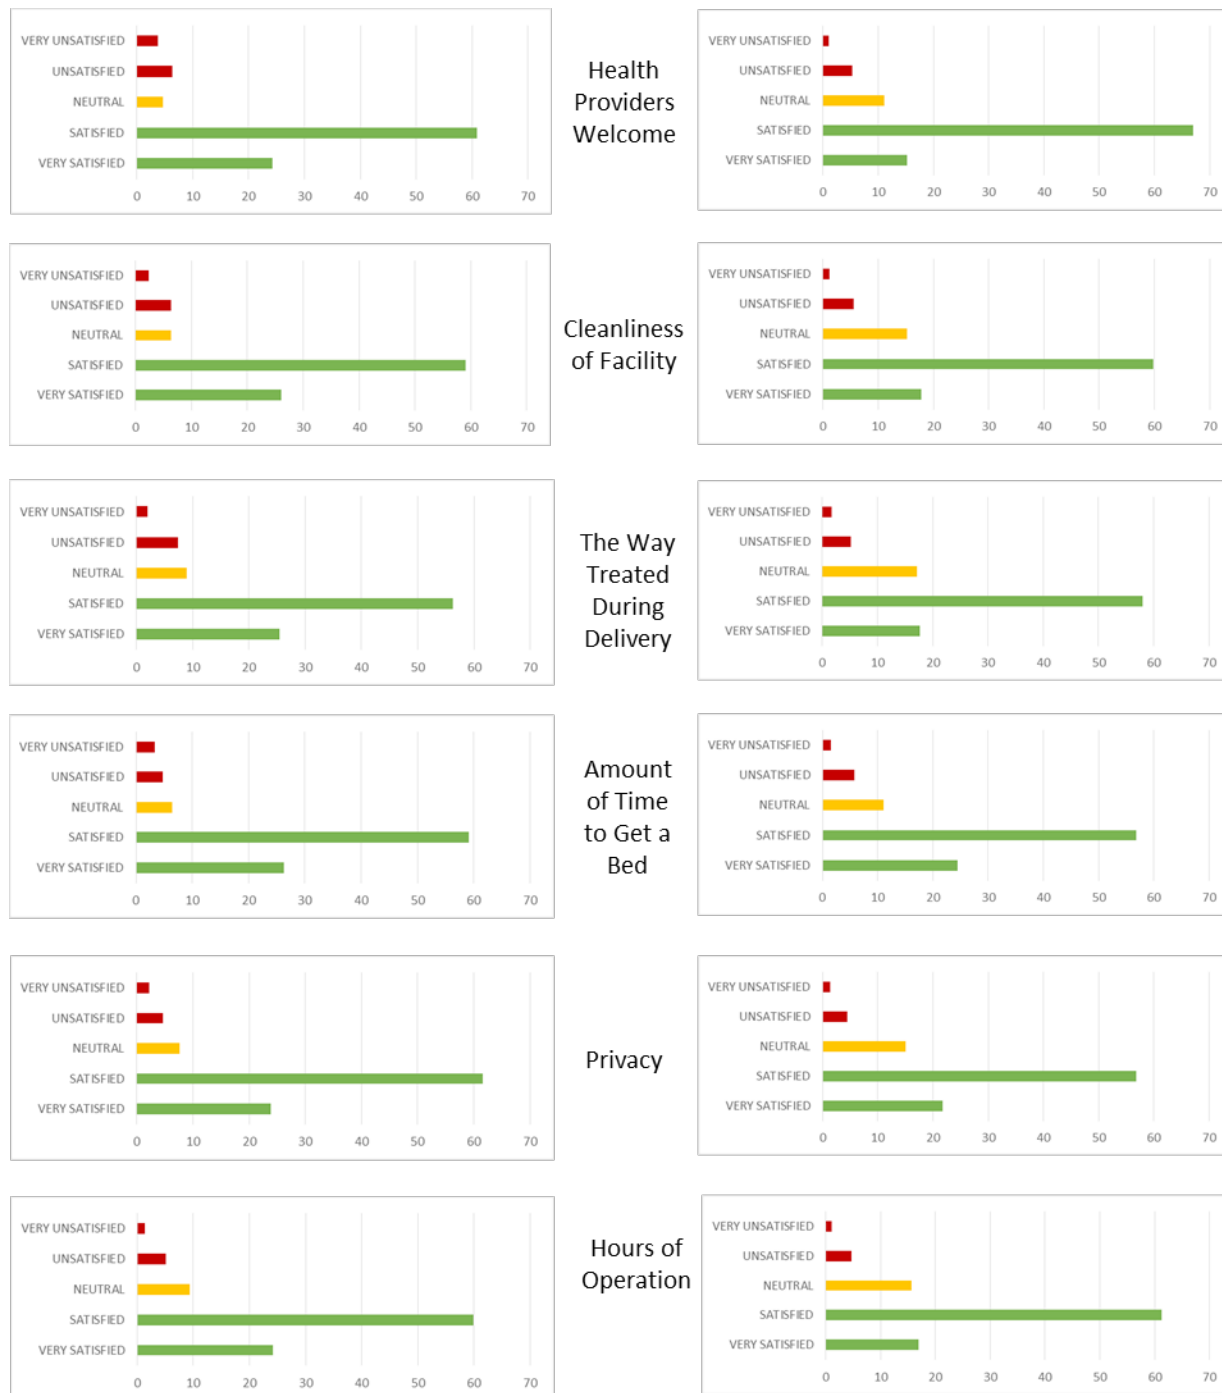 VERY UNSATISFIED
UNSATISFIED
NEUTRAL
SATISFIED
VERY SATISFIED
0 10 20 30 40 50 60 70
Health
Providers
Welcome
VERY UNSATISFIED
UNSATISFIED
NEUTRAL
SATISFIED
VERY SATISFIED
0 10 20 30 40 50 60 70
VERY UNSATISFIED
UNSATISFIED
NEUTRAL
SATISFIED
VERY SATISFIED
0 10 20 30 40 50 60 70
Cleanliness
of Facility
VERY UNSATISFIED
UNSATISFIED
NEUTRAL
SATISFIED
VERY SATISFIED
0 10 20 30 40 50 60 70
VERY UNSATISFIED
UNSATISFIED
NEUTRAL
SATISFIED
VERY SATISFIED
0 10 20 30 40 50 60 70
The Way
Treated
During
Delivery
VERY UNSATISFIED
UNSATISFIED
NEUTRAL
SATISFIED
VERY SATISFIED
0 10 20 30 40 50 60 70
VERY UNSATISFIED
UNSATISFIED
NEUTRAL
SATISFIED
VERY SATISFIED
0 10 20 30 40 50 60 70
Amount
of Time
to Get a
Bed
VERY UNSATISFIED
UNSATISFIED
NEUTRAL
SATISFIED
VERY SATISFIED
0 10 20 30 40 50 60 70
VERY UNSATISFIED
UNSATISFIED
NEUTRAL
SATISFIED
VERY SATISFIED
0 10 20 30 40 50 60 70
Privacy
VERY UNSATISFIED
UNSATISFIED
NEUTRAL
SATISFIED
VERY SATISFIED
0 10 20 30 40 50 60 70
VERY UNSATISFIED
UNSATISFIED
NEUTRAL
SATISFIED
VERY SATISFIED
0 10 20 30 40 50 60 70
Hours of
Operation
VERY UNSATISFIED
UNSATISFIED
NEUTRAL
SATISFIED
VERY SATISFIED
0 10 20 30 40 50 60 70